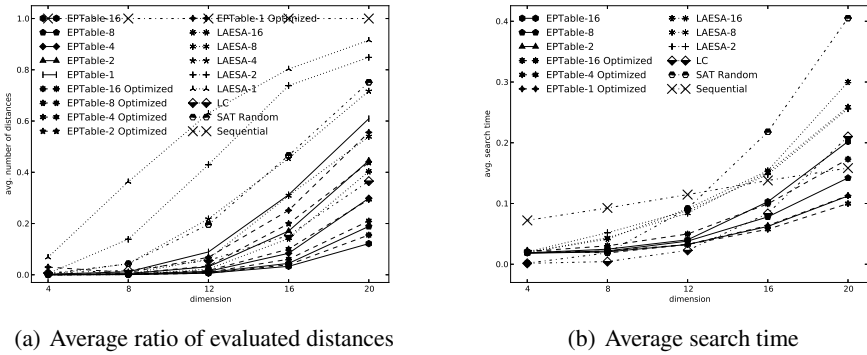 1.0
0.8
0.6
0.4
0.2
0.0
avg. number of distances
EPTable-16
EPTable-8
EPTable-4
EPTable-2
EPTable-1
EPTable-16 Optimized
EPTable-8 Optimized
EPTable-4 Optimized
EPTable-2 Optimized
EPTable-1 Optimized
LAESA-16
LAESA-8
LAESA-4
LAESA-2
LAESA-1
LC
SAT Random
Sequential
4 8 12 16 20
dimension
(a) Average ratio of evaluated distances
0.4
0.3
0.2
0.1
0.0
avg. search time
EPTable-16
EPTable-8
EPTable-2
EPTable-16 Optimized
EPTable-4 Optimized
EPTable-1 Optimized
LAESA-16
LAESA-8
LAESA-2
LC
SAT Random
Sequential
4 8 12 16 20
dimension
(b) Average search time